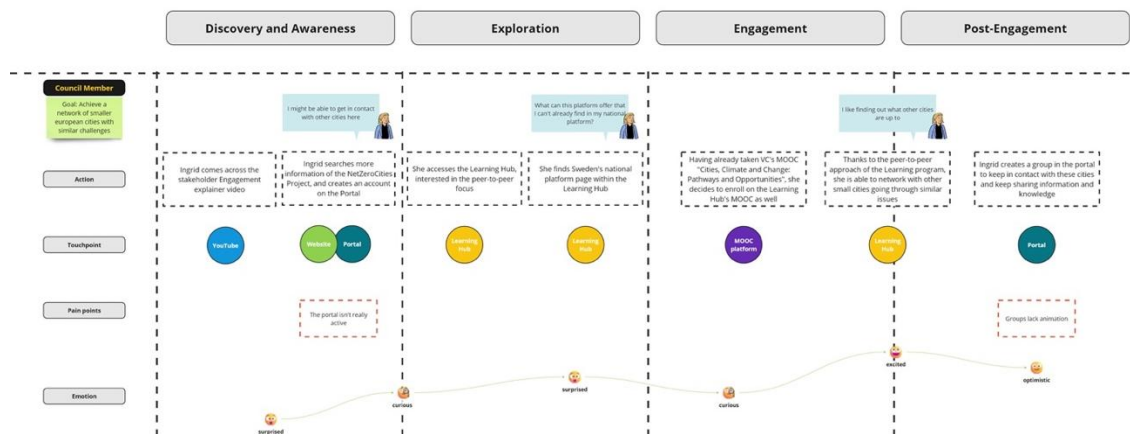 Discovery and Awareness
Exploration
Engagement
Post-Engagement
Council Member
Goal: Achieve a
network of smaller
european cities with
similar challenges
I might be able to get in contact
with other cities here
What can this platform offer that
I can't already find in my national
platform?
I like finding out what other cities
are up to
Action
Ingrid comes across the
stakeholder Engagement
explainer video
Ingrid searches more
information of the NetZeroCities
Project, and creates an account
on the Portal
She accesses the Learning Hub,
interested in the peer-to-peer
focus
She finds Sweden's national
platform page within the
Learning Hub
Having already taken VC's MOOC
"Cities, Climate and Change:
Pathways and Opportunities", she
decides to enroll on the Learning
Hub's MOOC as well
Thanks to the peer-to-peer
approach of the Learning program,
she is able to network with other
small cities going through similar
issues
Ingrid creates a group in the portal
to keep in contact with these cities
and keep sharing information and
knowledge
Touchpoint
YouTube
Website
Portal
Learning
Hub
Learning
Hub
MOOC
platform
Learning
Hub
Portal
Pain points
The portal isn't really
active
Groups lack animation
Emotion
surprised
curious
surprised
curious
excited
optimistic